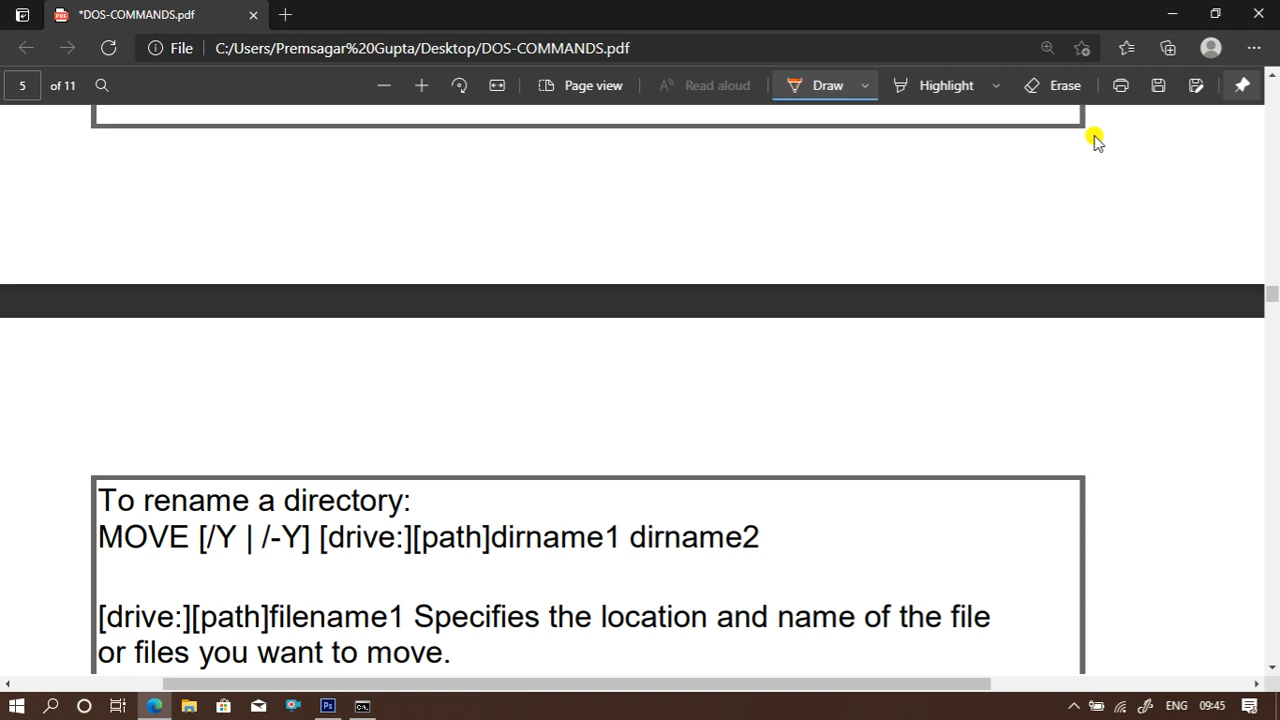 *DOS-COMMANDS.pdf
File
C:/Users/Premsagar%20Gupta/Desktop/DOS-COMMANDS.pdf
5 of 11
Page view
Read aloud
Draw
Highlight
Erase
To rename a directory:
MOVE [/Y | /-Y] [drive:][path]dirname1 dirname2
[drive:][path]filename1 Specifies the location and name of the file
or files you want to move.
ENG
09:45